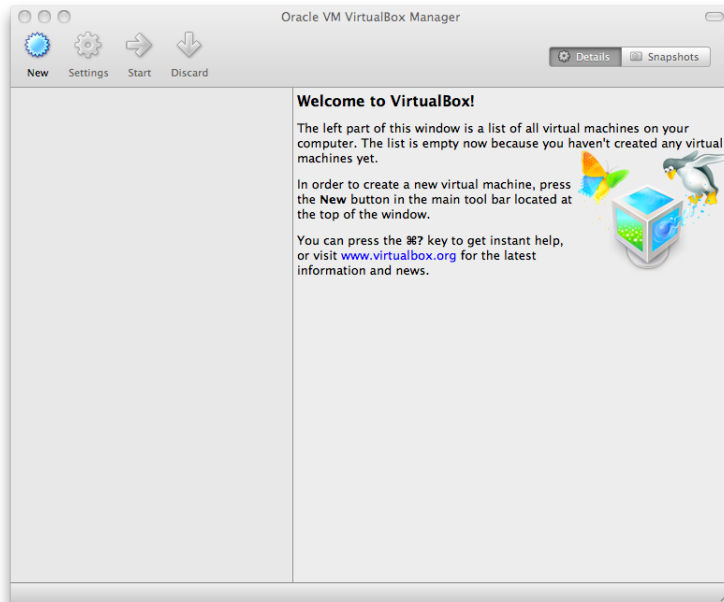 Oracle VM VirtualBox Manager
New Settings Start Discard
Details Snapshots
Welcome to VirtualBox!
The left part of this window is a list of all virtual machines on your
computer. The list is empty now because you haven't created any virtual
machines yet.
In order to create a new virtual machine, press
the New button in the main tool bar located at
the top of the window.
You can press the ⌘? key to get instant help,
or visit www.virtualbox.org for the latest
information and news.